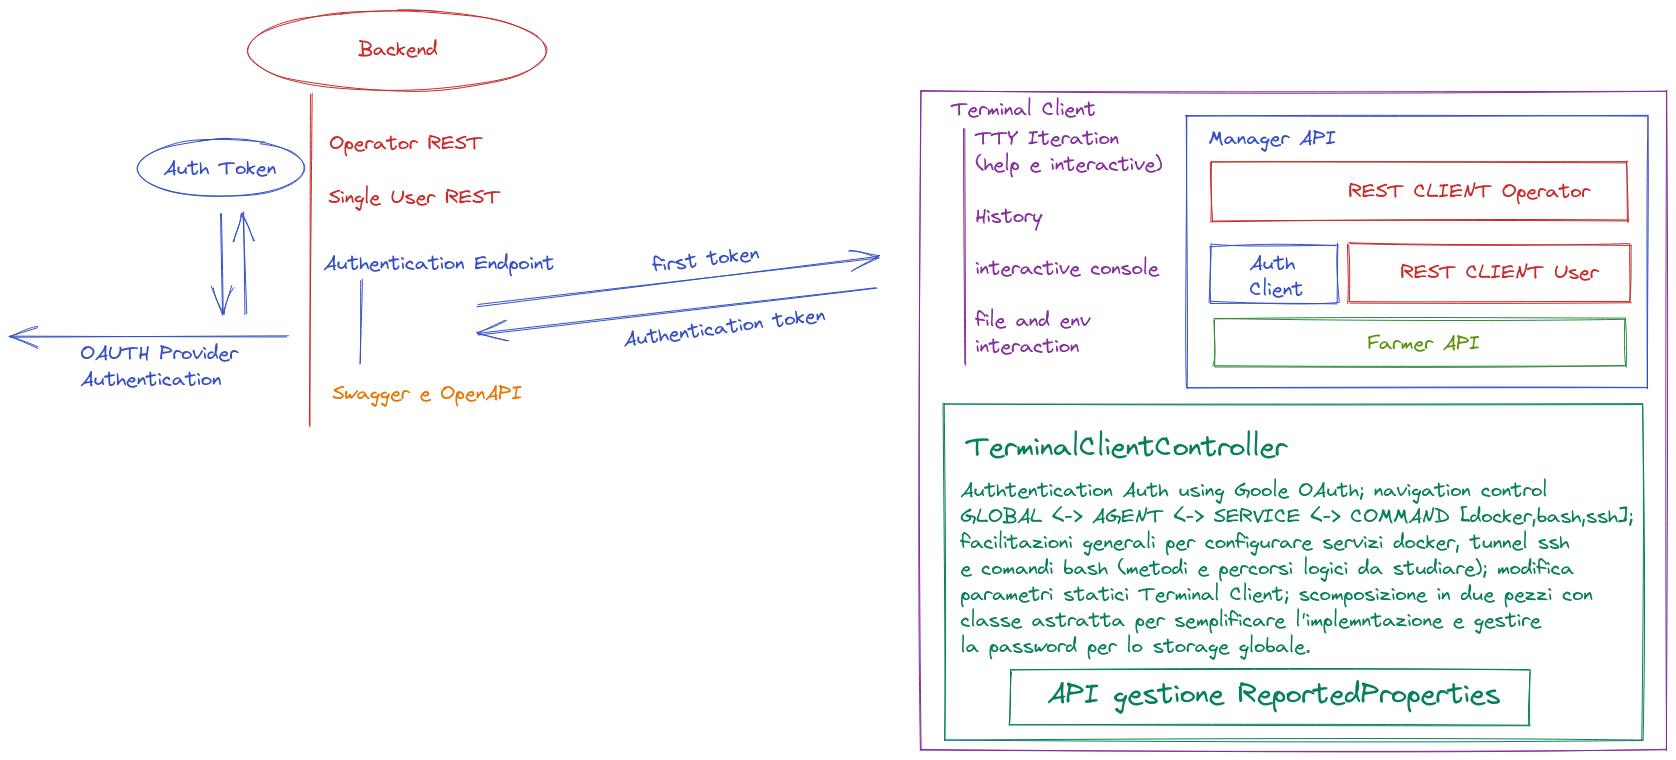 Backend
Operator REST
Auth Token
Single User REST
Authentication Endpoint
first token
Authentication token
OAUTH Provider
Authentication
Swagger e OpenAPI
Terminal Client
TTY Iteration
(help e interactive)
History
interactive console
file and env
interaction
Manager API
REST CLIENT Operator
Auth
Client
REST CLIENT User
Farmer API
TerminalClientController
Authtentication Auth using Goole OAuth; navigation control
GLOBAL <-> AGENT <-> SERVICE <-> COMMAND [docker,bash,ssh];
facilitazioni generali per configurare servizi docker, tunnel ssh
e comandi bash (metodi e percorsi logici da studiare); modifica
parametri statici Terminal Client; scomposizione in due pezzi con
classe astratta per semplificare l'implemntazione e gestire
la password per lo storage globale.
API gestione ReportedProperties